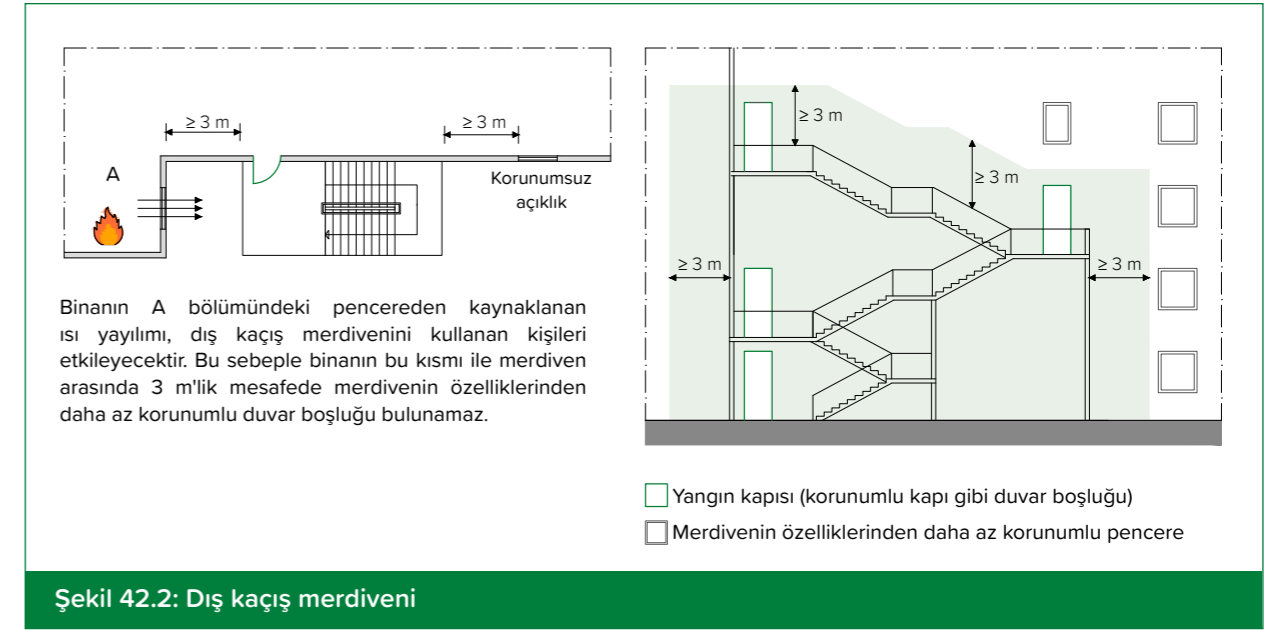 ≥ 3 m
≥ 3 m
A
Korunumsuz
açıklık
Binanın A bölümündeki pencereden kaynaklanan
ısı yayılımı, dış kaçış merdivenini kullanan kişileri
etkileyecektir. Bu sebeple binanın bu kısmı ile merdiven
arasında 3 m'lik mesafede merdivenin özelliklerinden
daha az korunumlu duvar boşluğu bulunamaz.
≥ 3 m
≥ 3 m
≥ 3 m
≥ 3 m
Yangın kapısı (korunumlu kapı gibi duvar boşluğu)
Merdivenin özelliklerinden daha az korunumlu pencere
Şekil 42.2: Dış kaçış merdiveni